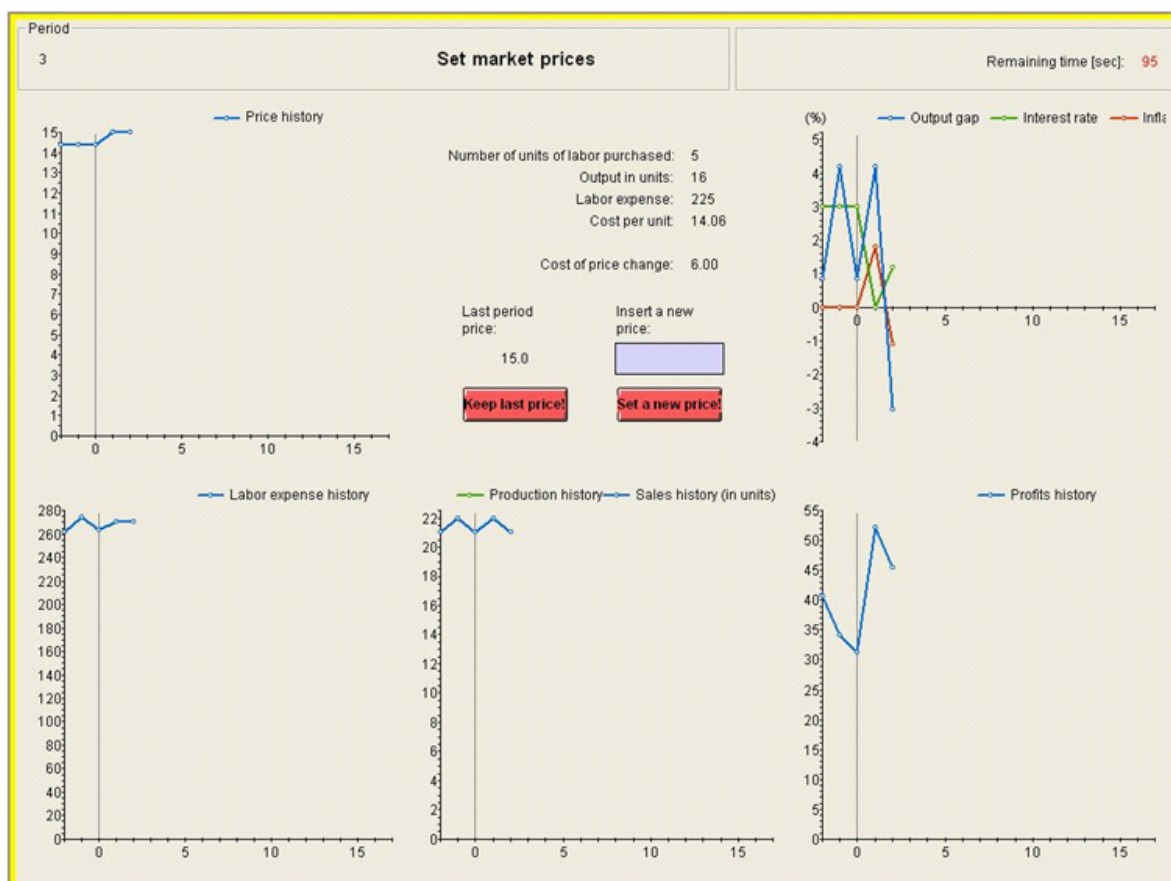 Period
3
Set market prices
Remaining time [sec]: 95
Price history
15
14
13
12
11
10
9
8
7
6
5
4
3
2
1
0
0 5 10 15
Number of units of labor purchased: 5
Output in units: 16
Labor expense: 225
Cost per unit: 14.06
Cost of price change: 6.00
Last period price:
15.0
Insert a new price:
Keep last price!
Set a new price!
(%)
Output gap
Interest rate
Infla
5
4
3
2
1
0
-1
-2
-3
-4
0 5 10 15
Labor expense history
280
260
240
220
200
180
160
140
120
100
80
60
40
20
0
0 5 10 15
Production history
Sales history (in units)
22
20
18
16
14
12
10
8
6
4
2
0
0 5 10 15
Profits history
55
50
45
40
35
30
25
20
15
10
5
0
0 5 10 15